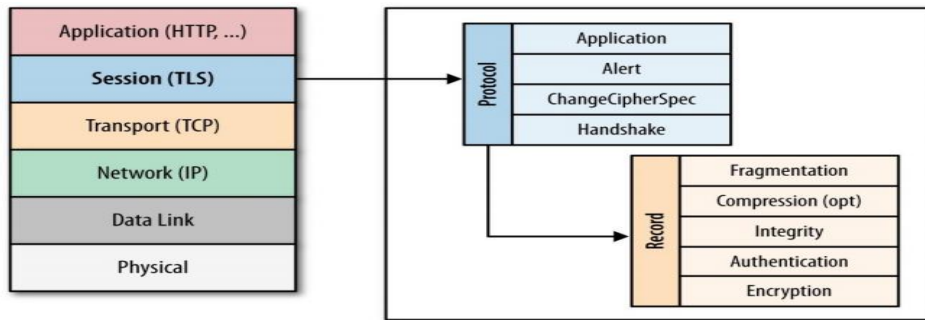 Application (HTTP, ...)
Session (TLS)
Transport (TCP)
Network (IP)
Data Link
Physical
Protocol
Application
Alert
ChangeCipherSpec
Handshake
Record
Fragmentation
Compression (opt)
Integrity
Authentication
Encryption